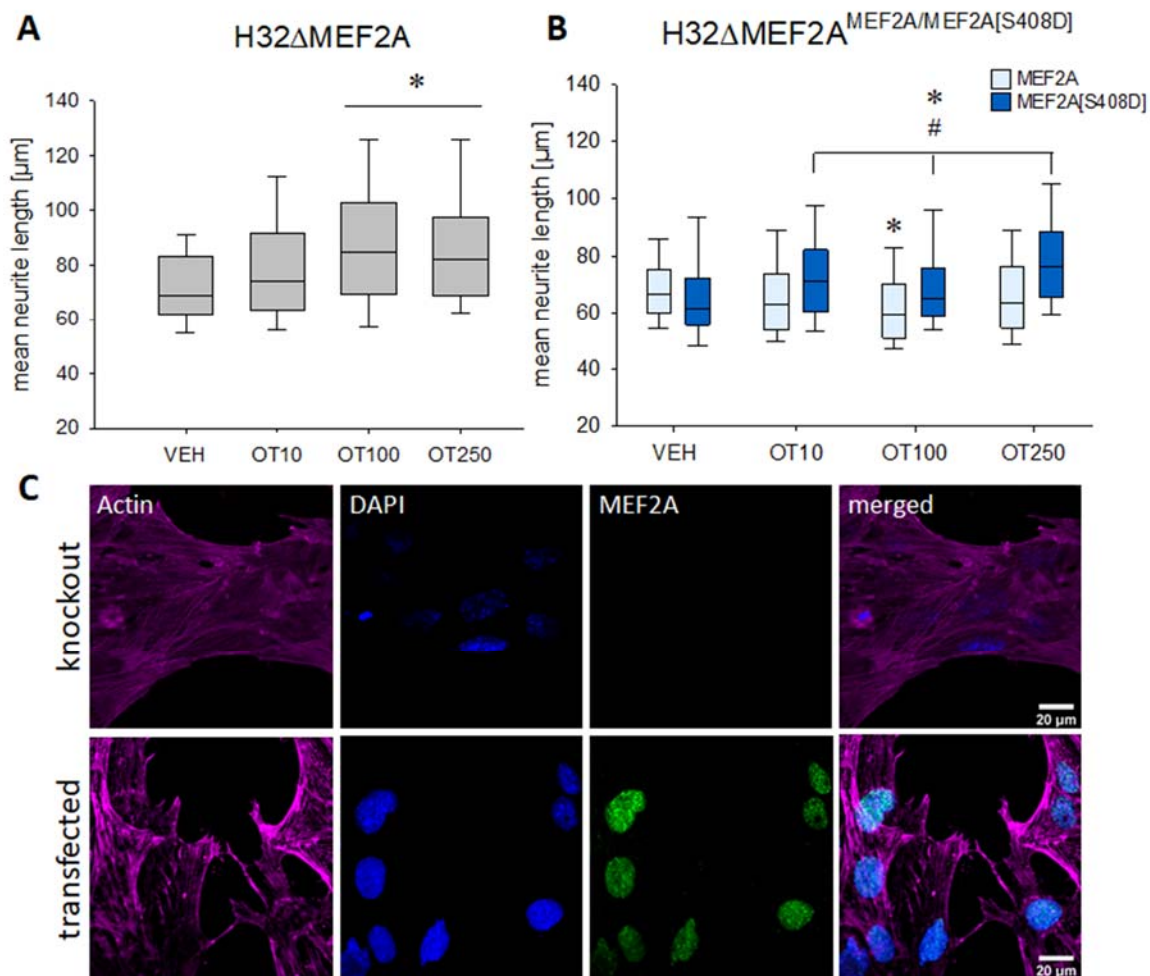 A
H32ΔMEF2A
*
mean neurite length [µm]
140
120
100
80
60
40
20
VEH
OT10
OT100
OT250
B
H32ΔMEF2A^MEF2A/MEF2A[S408D]
MEF2A
MEF2A[S408D]
*
#
*
mean neurite length [µm]
140
120
100
80
60
40
20
VEH
OT10
OT100
OT250
C
Actin
DAPI
MEF2A
merged
knockout
20 µm
transfected
20 µm